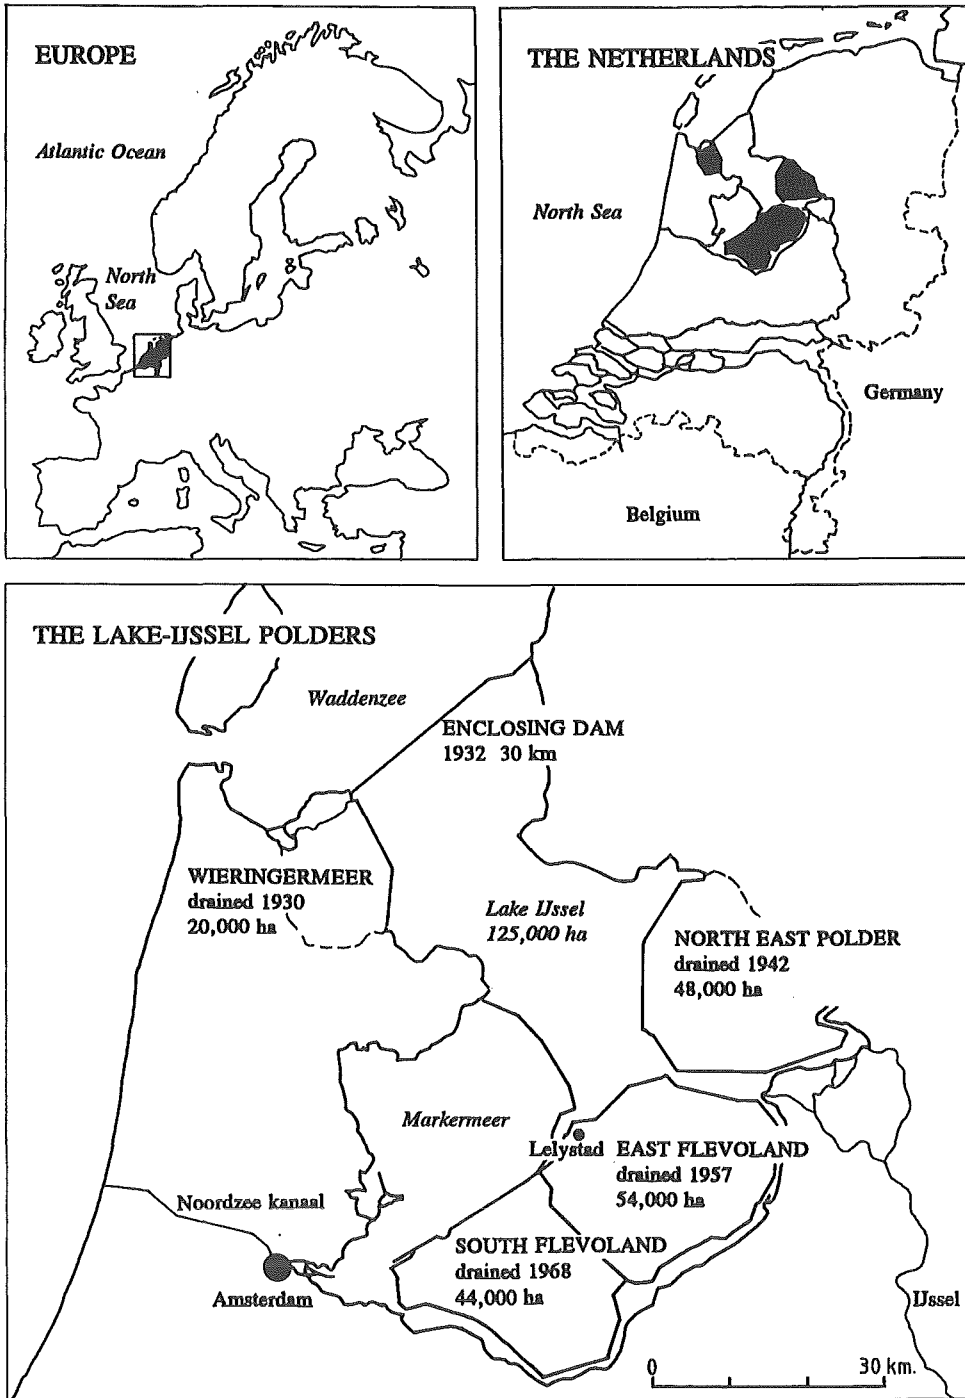 EUROPE
Atlantic Ocean
North
Sea
THE NETHERLANDS
North Sea
Germany
Belgium
THE LAKE-IJSSEL POLDERS
Waddenzee
ENCLOSING DAM
1932 30 km
WIERINGERMEER
drained 1930
20,000 ha
Lake IJssel
125,000 ha
NORTH EAST POLDER
drained 1942
48,000 ha
Markermeer
Lelystad
EAST FLEVOLAND
drained 1957
54,000 ha
Noordzee kanaal
SOUTH FLEVOLAND
drained 1968
44,000 ha
Amsterdam
IJssel
0 30 km.